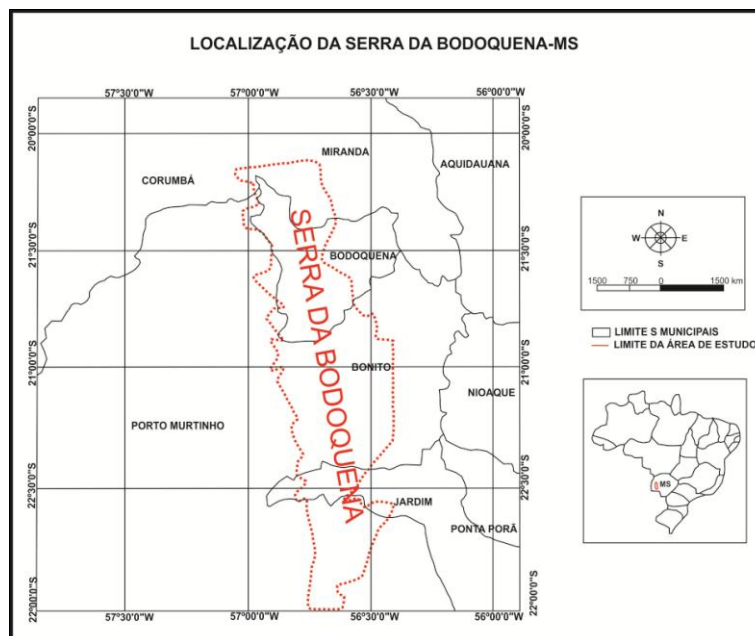 LOCALIZAÇÃO DA SERRA DA BODOQUENA-MS
57°30'0"W 57°00'0"W 56°30'0"W 56°00'0"W
20°00'0"S
20°00'0"S
MIRANDA
AQUIDAUANA
CORUMBÁ
SERRA DA BODOQUENA
21°30'0"S
BODOQUENA
21°30'0"S
21°00'0"S
BONITO
21°00'0"S
NIOAQUE
PORTO MURTINHO
22°30'0"S
JARDIM
22°30'0"S
PONTA PORÃ
22°00'0"S
22°00'0"S
57°30'0"W 57°00'0"W 56°30'0"W 56°00'0"W
N
W E
S
1500 750 0 1500 km
LIMITE S MUNICIPAIS
LIMITE DA ÁREA DE ESTUDO
MS